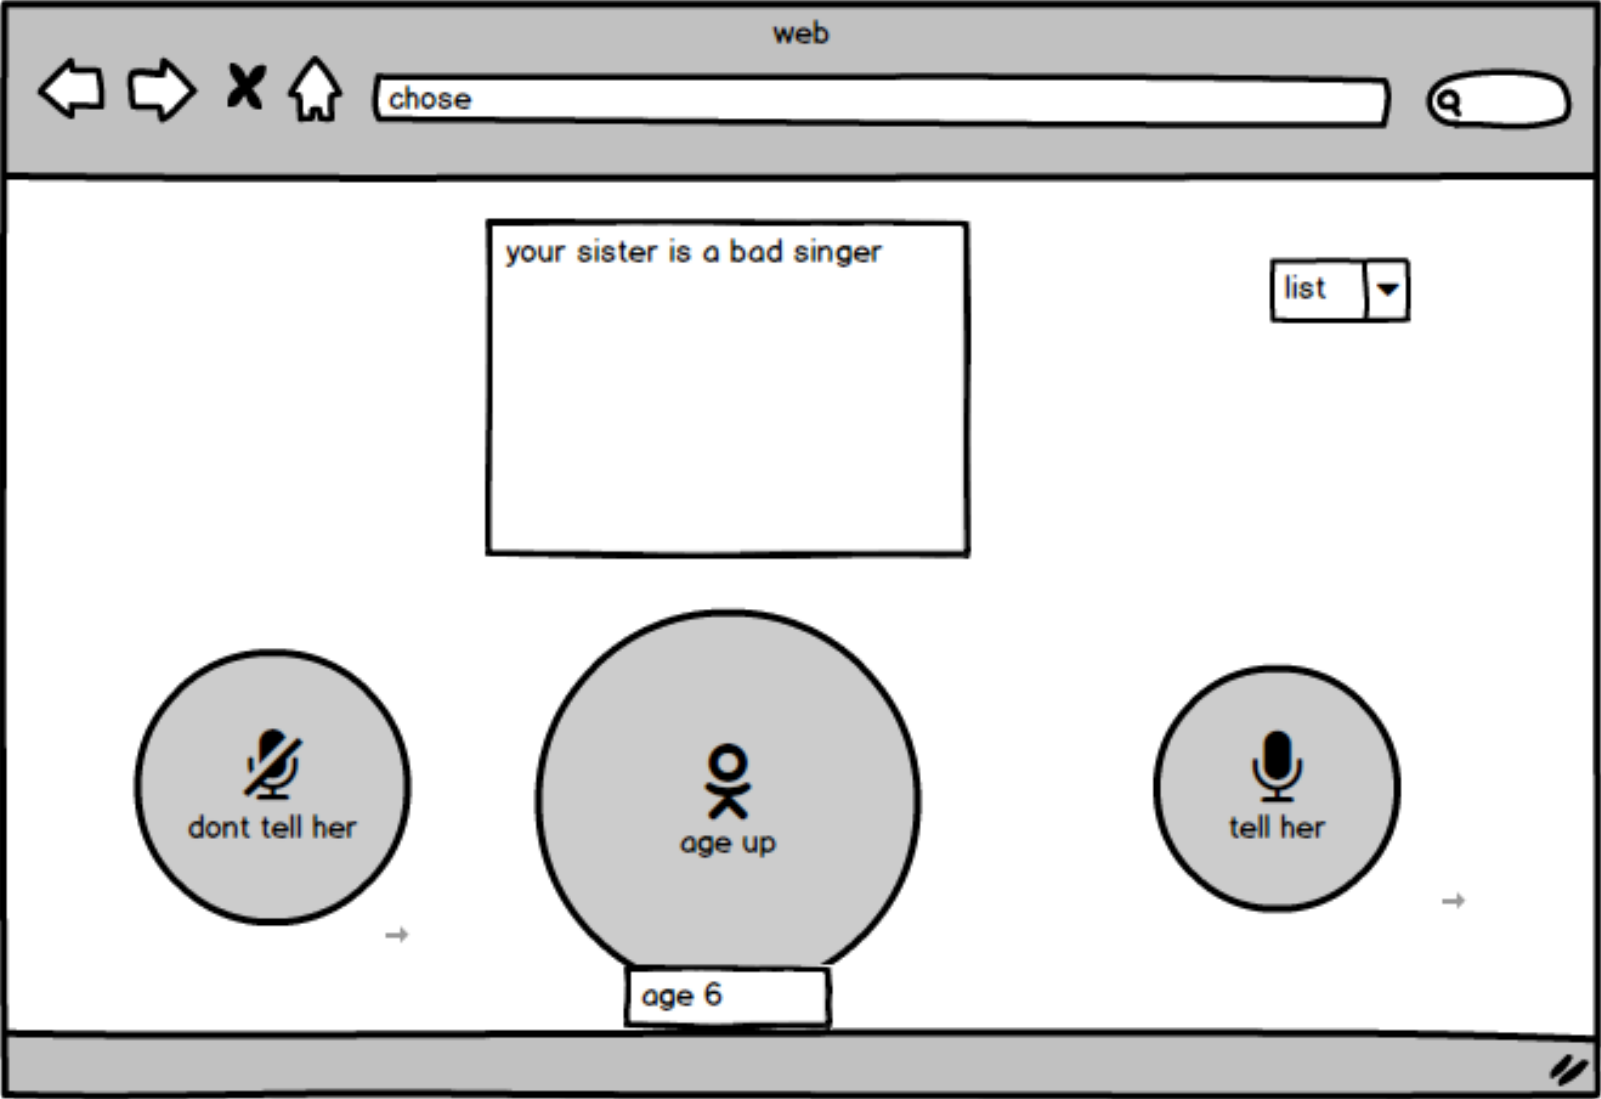 web
chose
your sister is a bad singer
list
dont tell her
age up
tell her
age 6